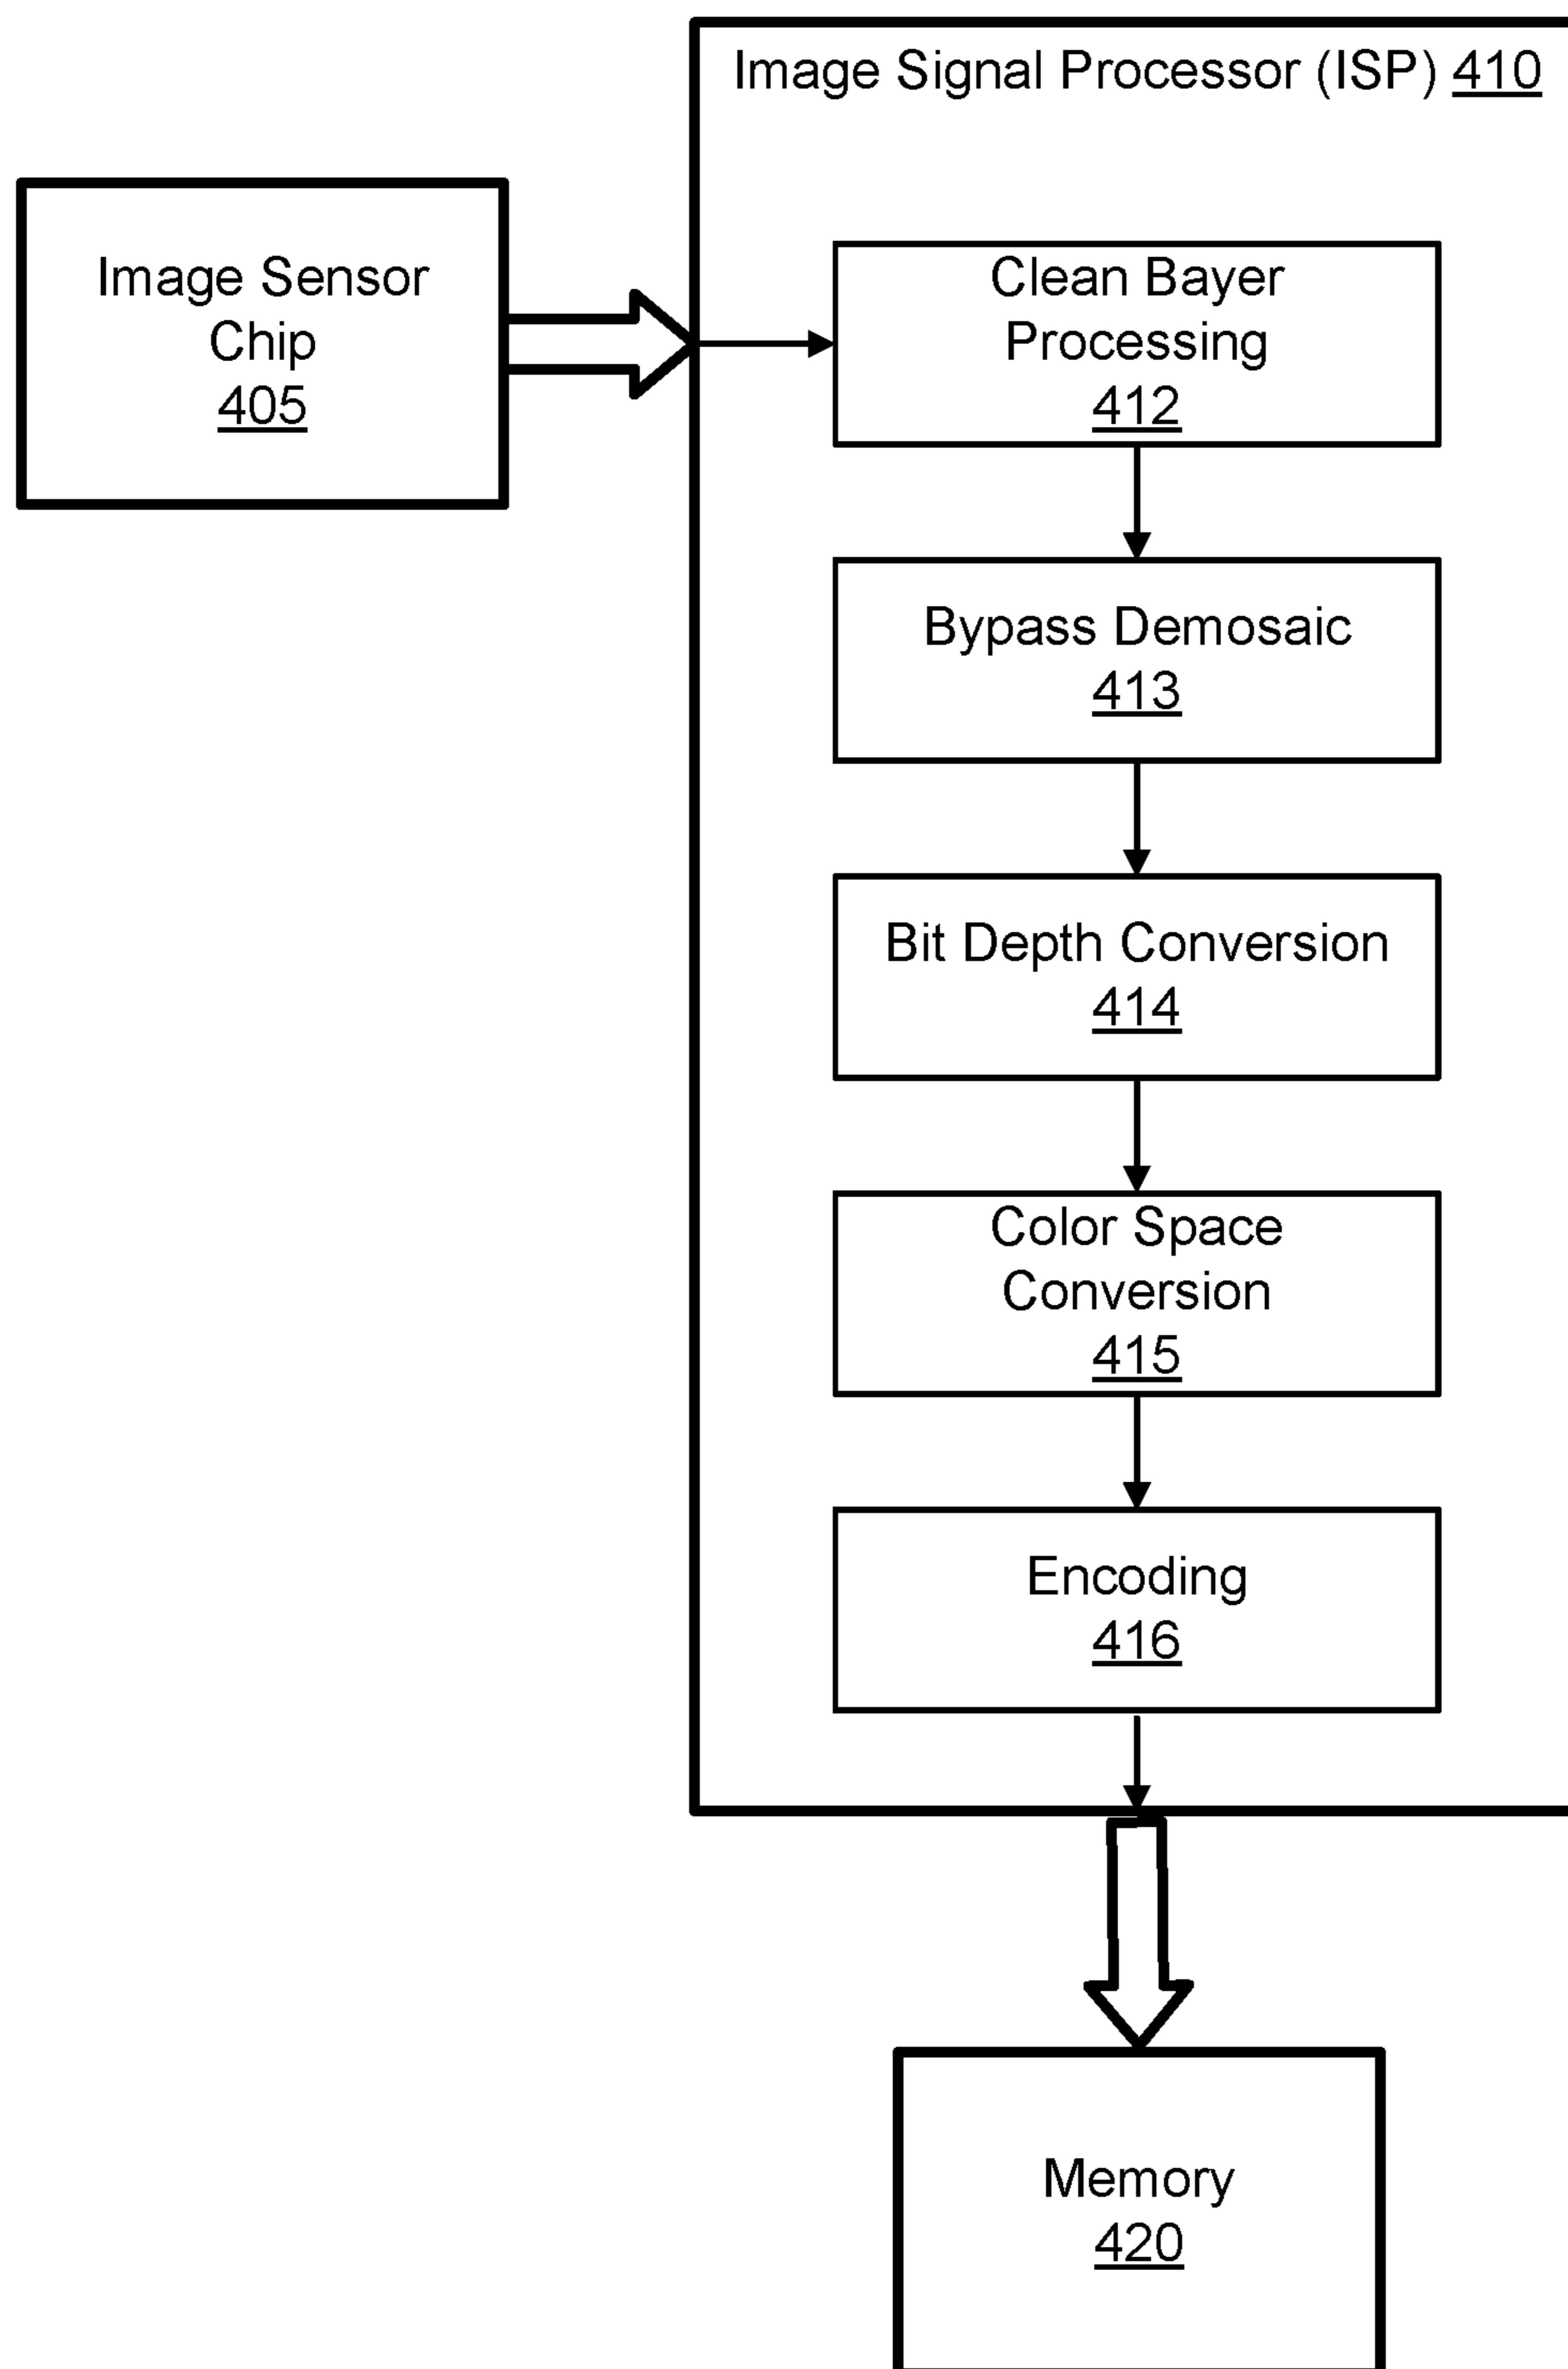 Image Signal Processor (ISP) 410
Image Sensor
Chip
405
Clean Bayer
Processing
412
Bypass Demosaic
413
Bit Depth Conversion
414
Color Space
Conversion
415
Encoding
416
Memory
420